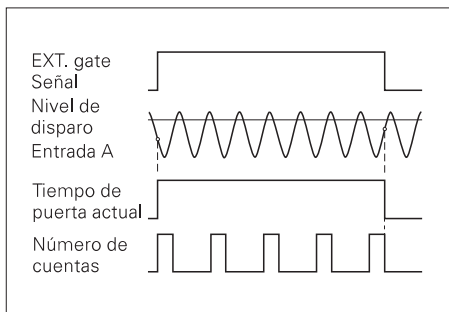 EXT. gate
Señal
Nivel de
disparo
Entrada A
Tiempo de
puerta actual
Número de
cuentas